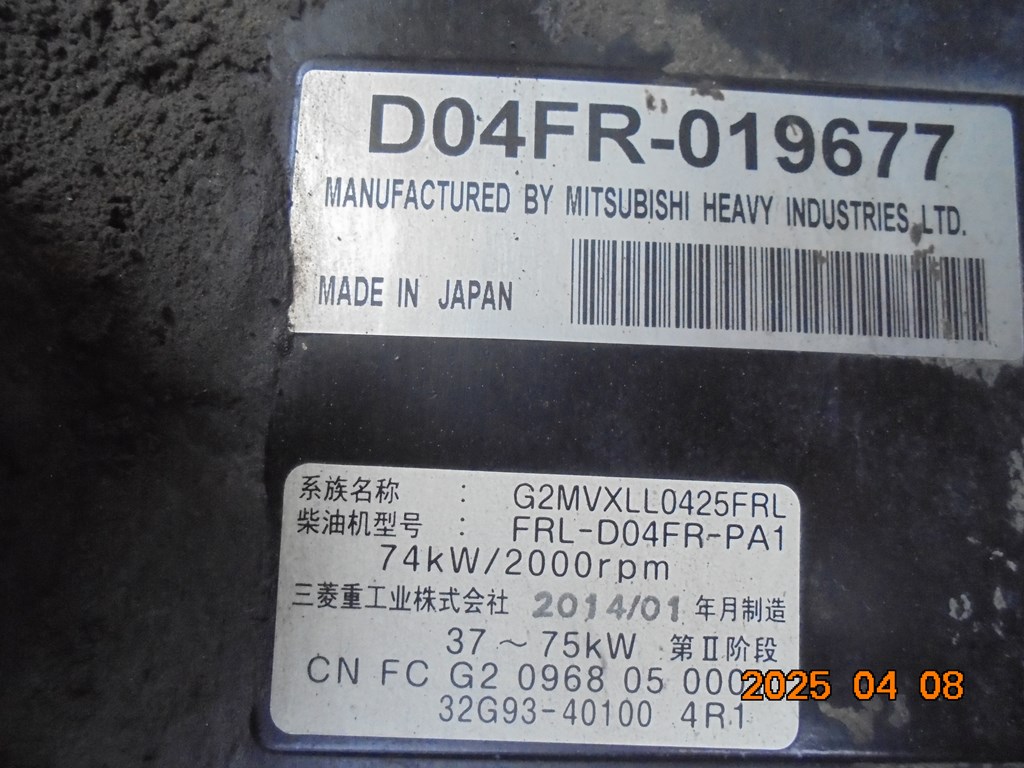 D04FR-019677
MANUFACTURED BY MITSUBISHI HEAVY INDUSTRIES, LTD.
MADE IN JAPAN
系族名称 : G2MVXLL0425FRL
柴油机型号 : FRL-D04FR-PA1
74kW/2000rpm
三菱重工业株式会社 2014/01 年月制造
37～75kW 第Ⅱ阶段
CN FC G2 0968 05 000
32G93-40100 4R1
2025 04 08